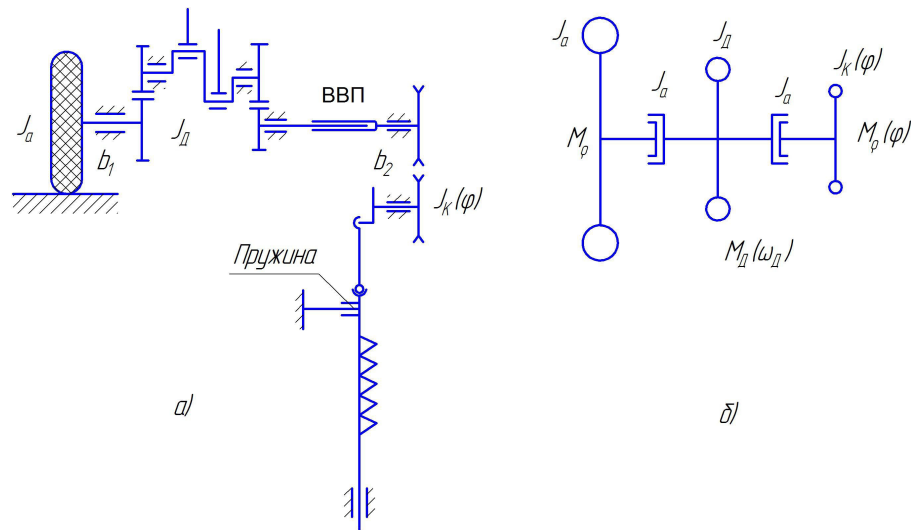 J_a
b_1
J_Д
ВВП
b_2
J_K(φ)
Пружина
а)
J_a
J_Д
J_a
J_a
J_K(φ)
M_φ
M_φ(φ)
M_Д(ω_Д)
б)